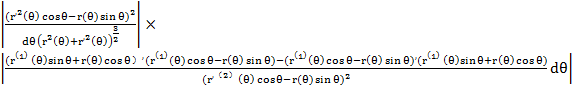 |(r′²(θ) cosθ−r(θ) sin θ)² / dθ(r²(θ)+r′²(θ))^(3/2)| ×
|((r⁽¹⁾(θ)sinθ+r(θ) cosθ) ′(r⁽¹⁾(θ) cosθ−r(θ) sin θ)−(r⁽¹⁾(θ)cosθ−r(θ) sin θ)′(r⁽¹⁾(θ)sinθ+r(θ) cosθ)) / (r′ ⁽²⁾ (θ) cosθ−r(θ) sin θ)² dθ|